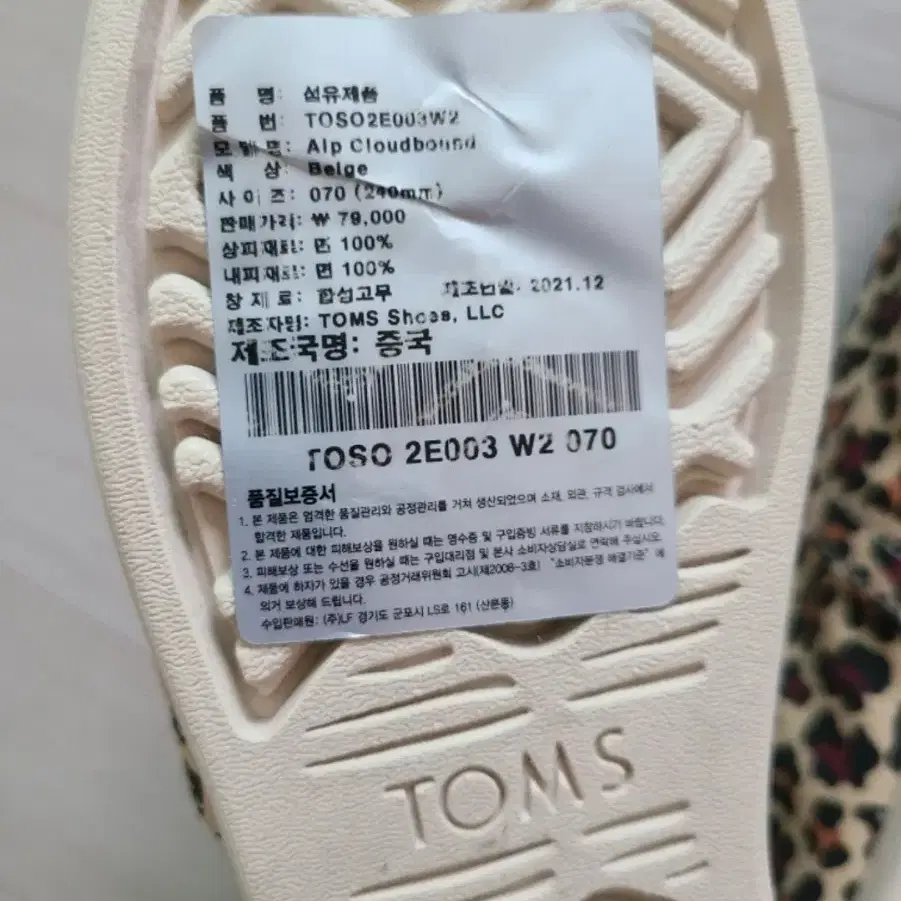 품 명: 섬유제품
품 번: TOSO2E003W2
모델명: Alp Cloudbound
색 상: Beige
사이즈: 070 (240mm)
판매가격: ₩ 79,000
상피재료: 면 100%
내피재료: 면 100%
창 재 료: 합성고무 제조년월: 2021.12
제조자명: TOMS Shoes, LLC
제조국명: 중국
TOSO 2E003 W2 070
품질보증서
1. 본 제품은 엄격한 품질관리와 공정관리를 거쳐 생산되었으며 소재, 외관, 규격 검사에서
합격한 제품입니다.
2. 본 제품에 대한 피해보상을 원하실 때는 영수증 및 구입증빙 서류를 지참하시기 바랍니다.
3. 피해보상 또는 수선을 원하실 때는 구입대리점 및 본사 소비자상담실로 연락해 주십시오.
4. 제품에 하자가 있을 경우 공정거래위원회 고시(제2008-3호) "소비자분쟁 해결기준" 에
의거 보상해 드립니다.
수입판매원: (주)LF 경기도 군포시 LS로 161 (산본동)
TOMS